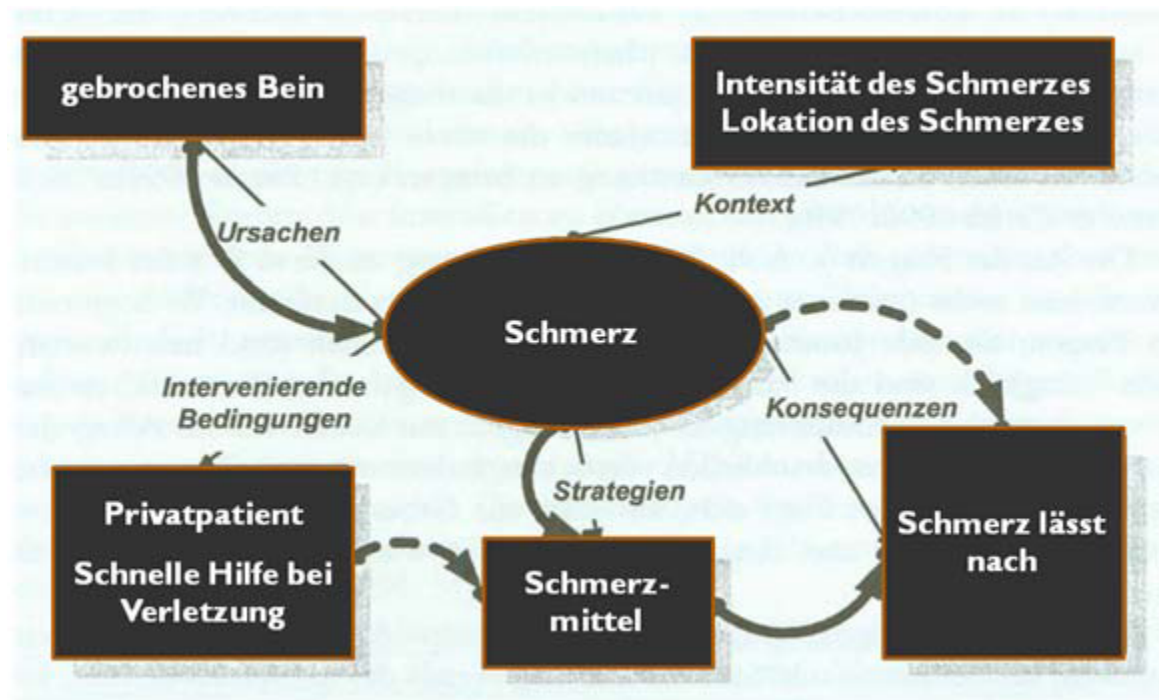 gebrochenes Bein
Intensität des Schmerzes
Lokation des Schmerzes
Ursachen
Kontext
Schmerz
Intervenierende
Bedingungen
Konsequenzen
Strategien
Privatpatient
Schnelle Hilfe bei
Verletzung
Schmerz-
mittel
Schmerz lässt
nach